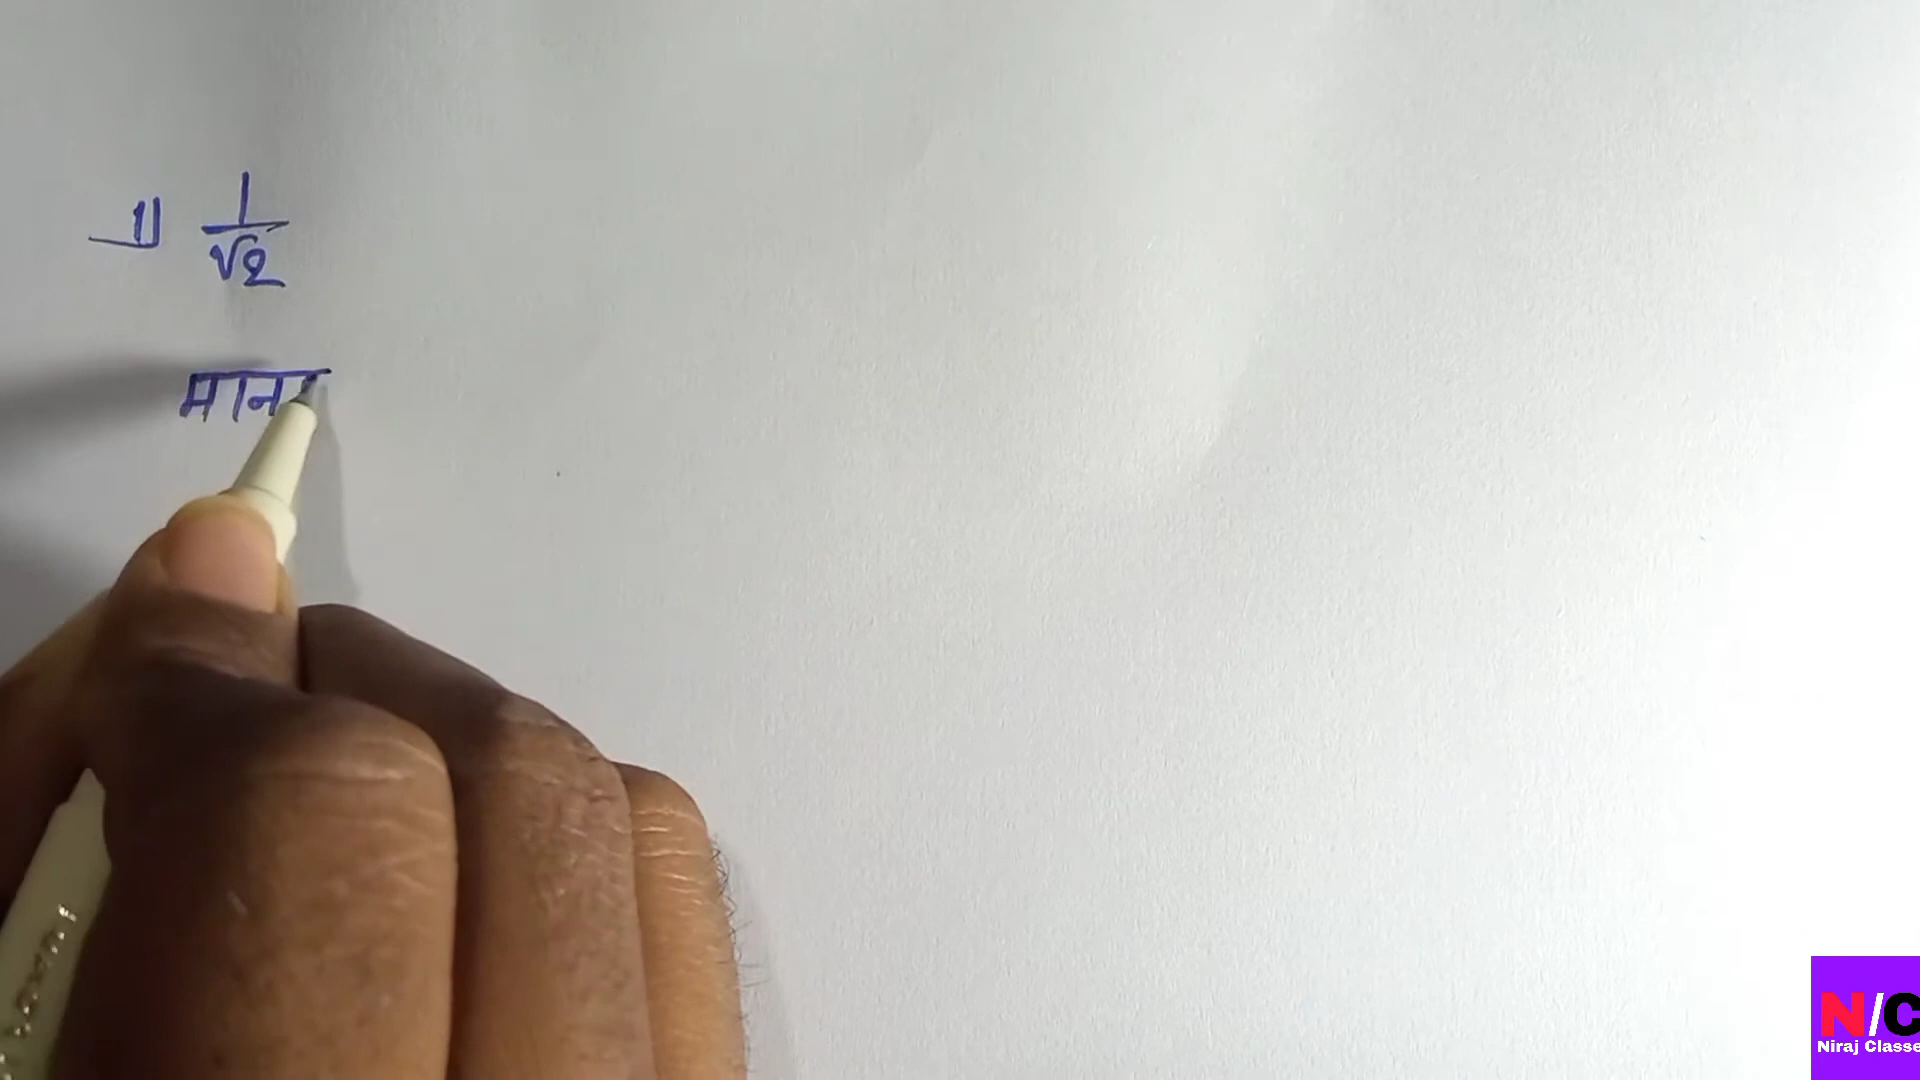 1) 1/√2
मान
N/C
Niraj Classe